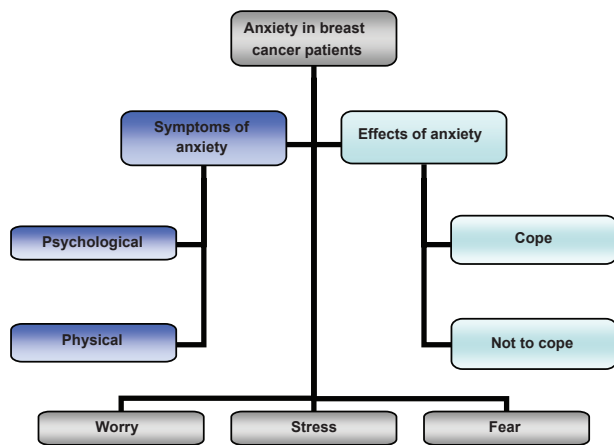 Anxiety in breast
cancer patients
Symptoms of
anxiety
Effects of anxiety
Psychological
Cope
Physical
Not to cope
Worry
Stress
Fear